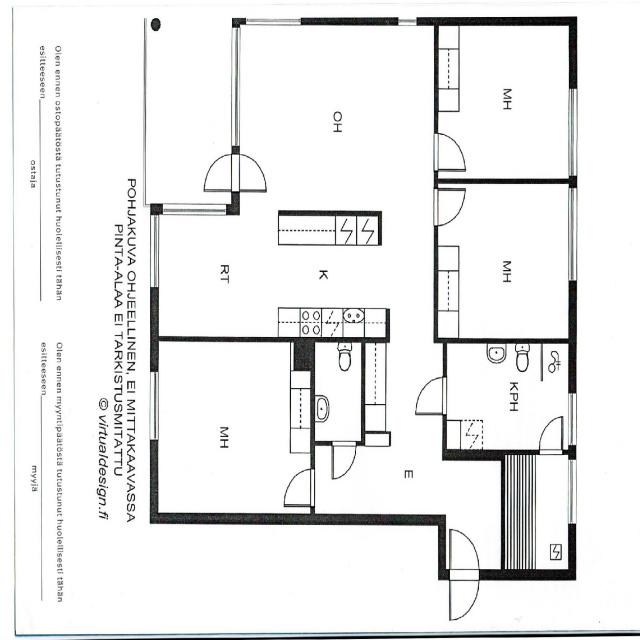 MH
OH
MH
RT
K
KPH
MH
E
POHJAKUVA OHJEELLINEN, EI MITTAKAAVASSA
PINTA-ALAA EI TARKISTUSMITATTU
© virtualdesign.fi
Olen ennen ostopäätöstä tutustunut huolellisesti tähän
esitteeseen
ostaja
Olen ennen myyntipäätöstä tutustunut huolellisesti tähän
esitteeseen
myyjä